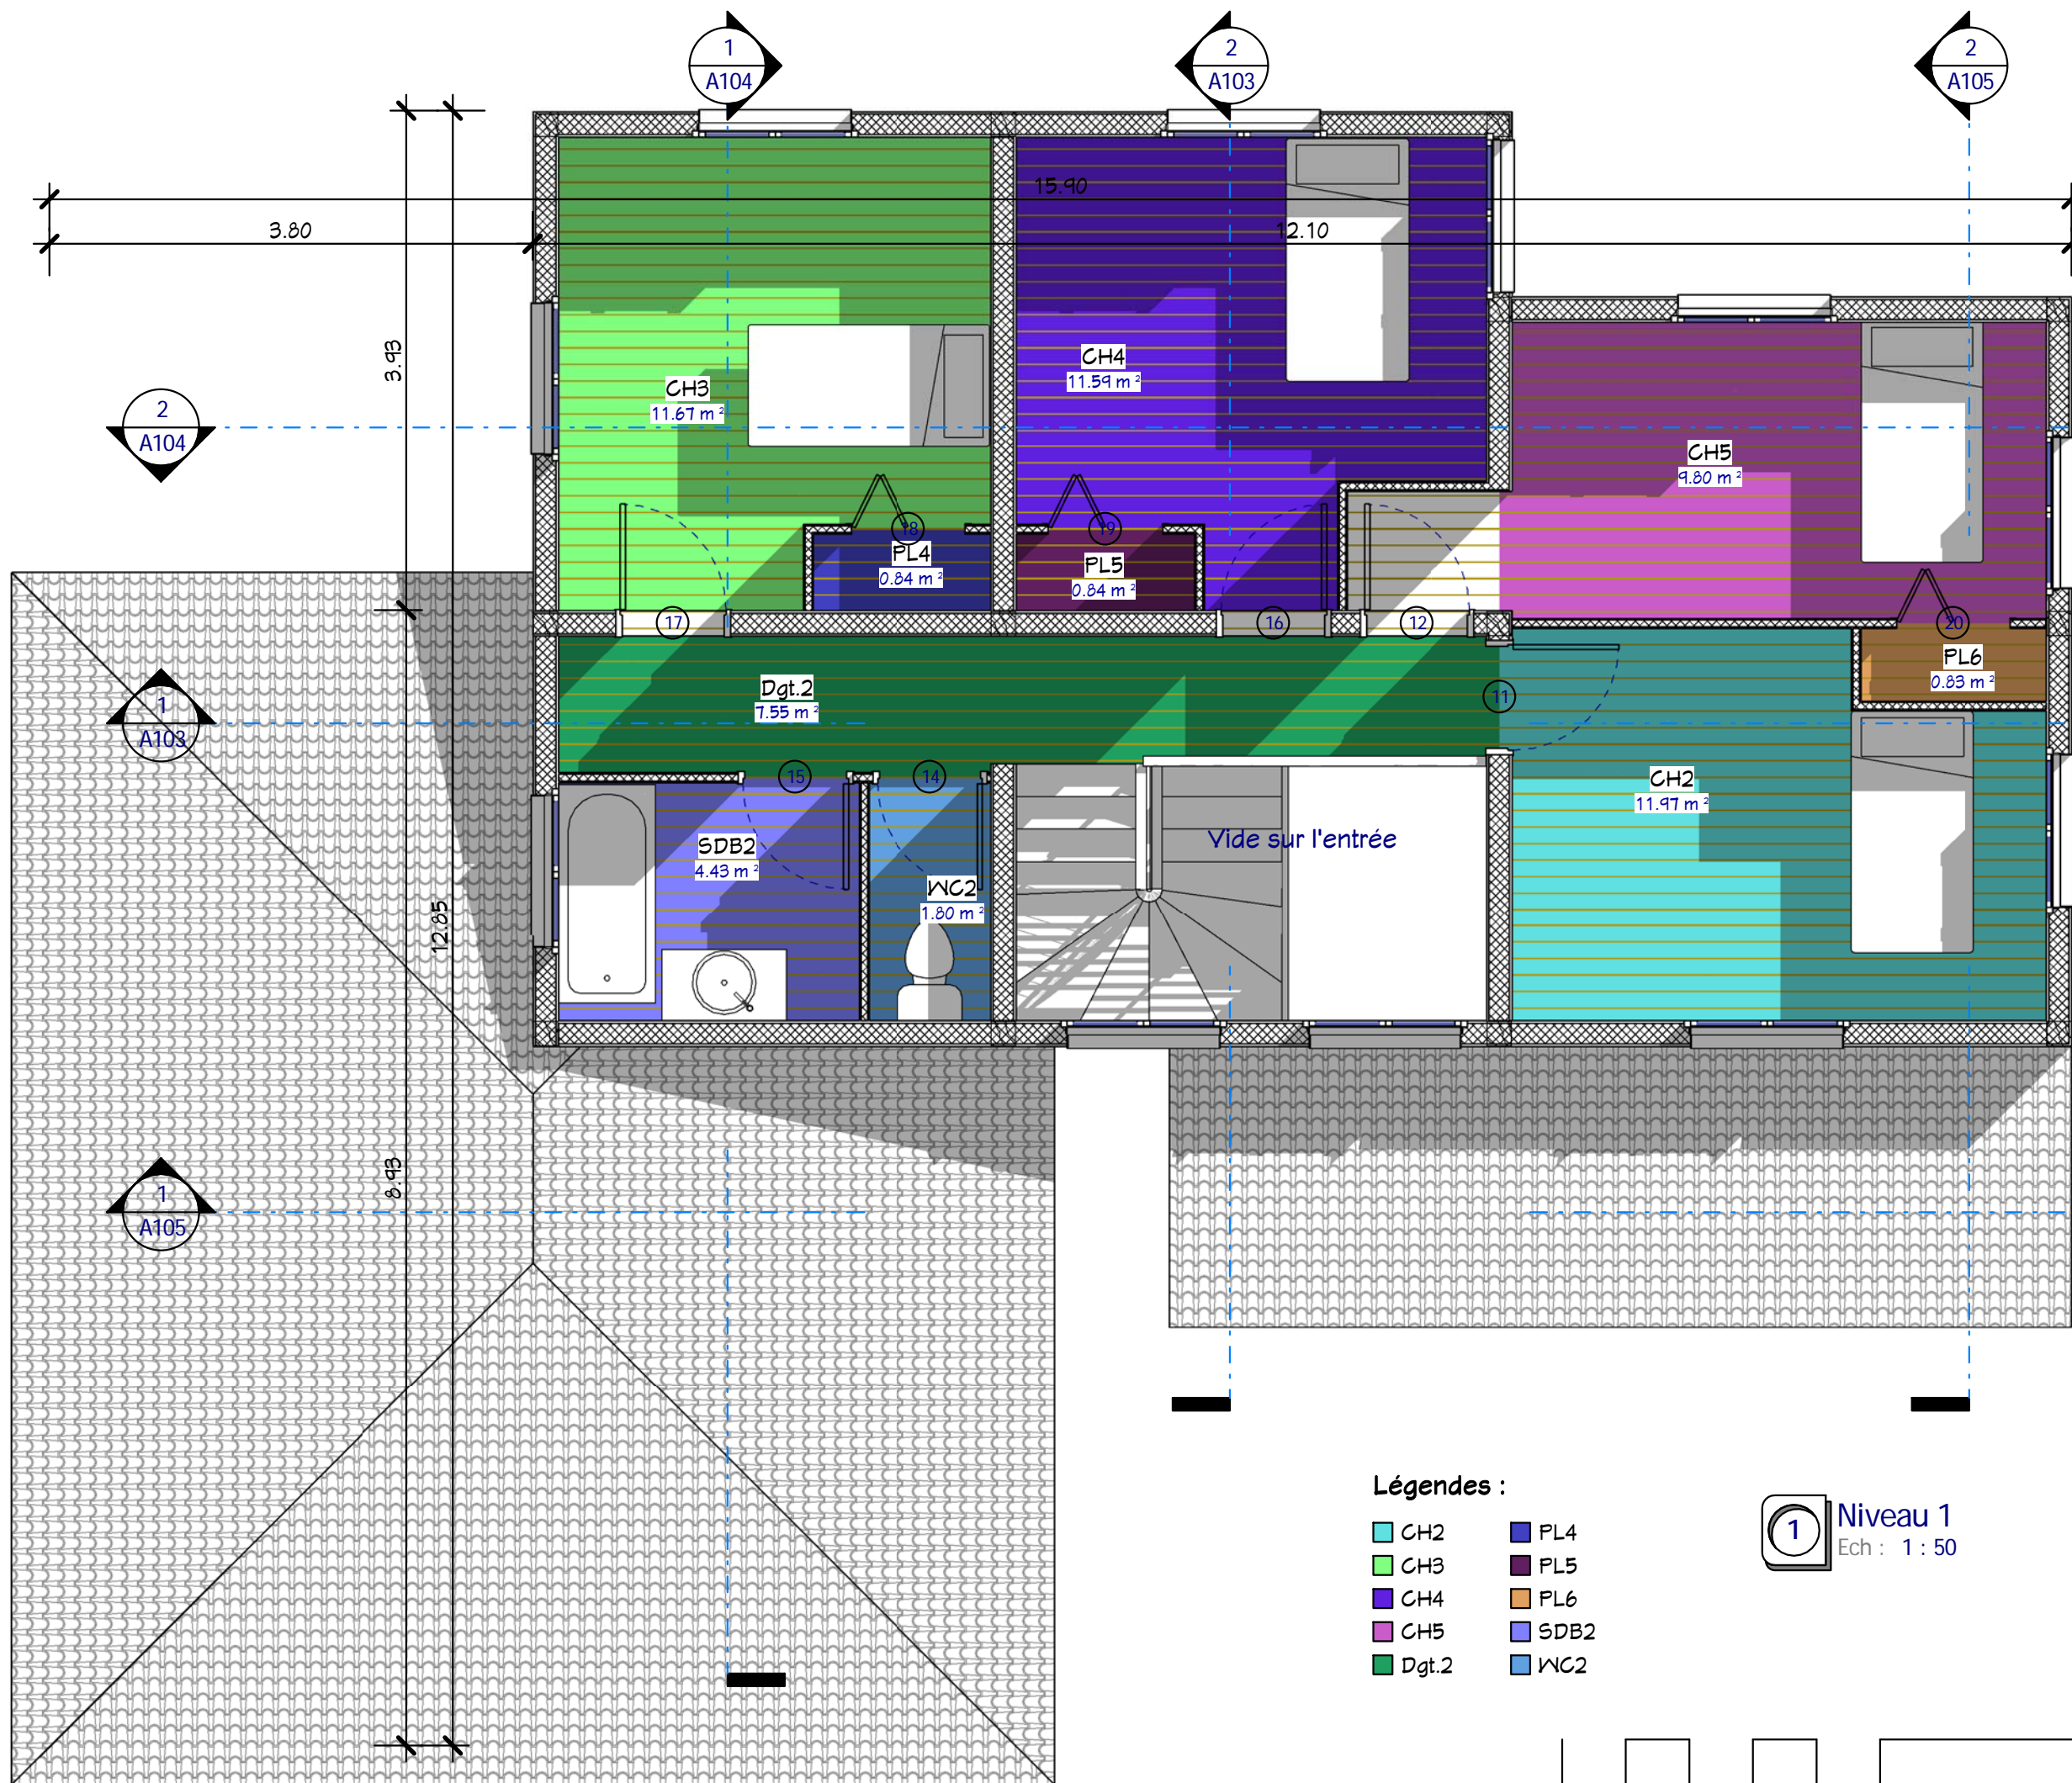 1
A104
2
A103
2
A105
15.90
3.80
12.10
3.93
CH3
11.67 m²
CH4
11.59 m²
2
A104
CH5
9.80 m²
18
PL4
0.84 m²
19
PL5
0.84 m²
17
16
12
20
PL6
0.83 m²
Dgt.2
7.55 m²
11
1
A103
15
14
CH2
11.97 m²
SDB2
4.43 m²
WC2
1.80 m²
Vide sur l'entrée
12.85
8.93
1
A105
Légendes :
CH2
CH3
CH4
CH5
Dgt.2
PL4
PL5
PL6
SDB2
WC2
1
Niveau 1
Ech : 1 : 50